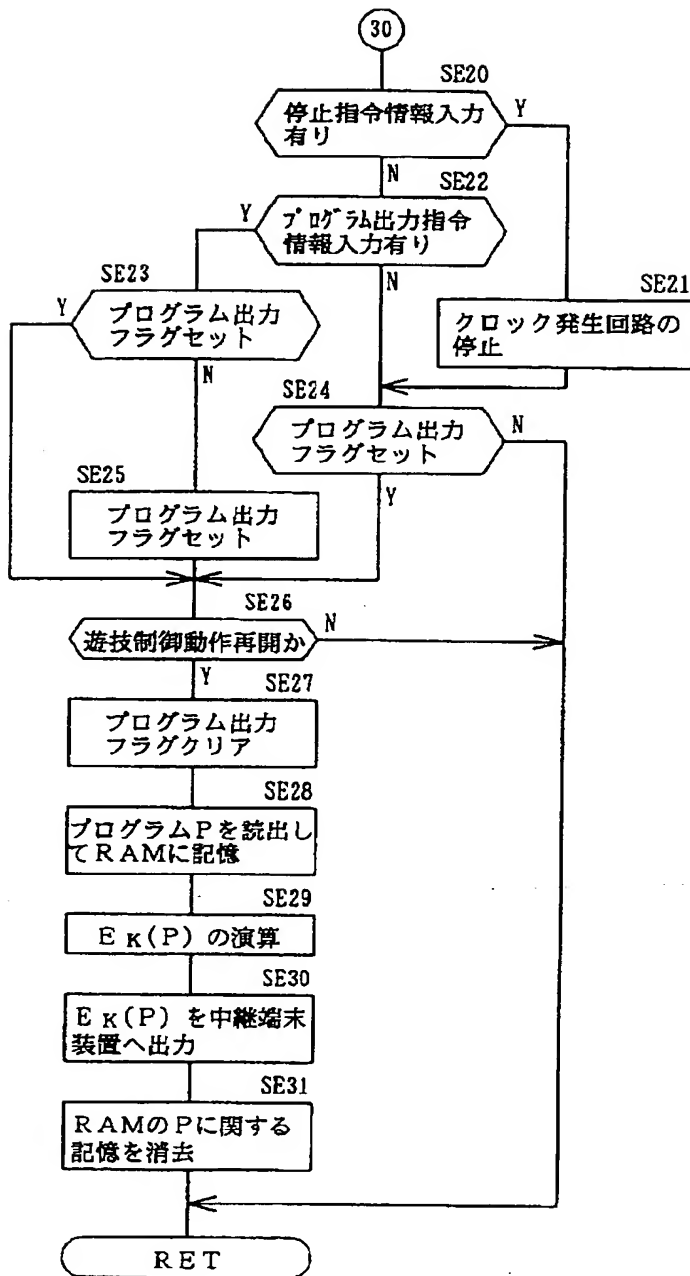 30
SE20
停止指令情報入力
有り
Y
N
SE22
Y
プログラム出力指令
情報入力有り
N
SE23
Y
プログラム出力
フラグセット
N
SE21
クロック発生回路の
停止
SE24
プログラム出力
フラグセット
N
Y
SE25
プログラム出力
フラグセット
SE26
遊技制御動作再開か
N
Y
SE27
プログラム出力
フラグクリア
SE28
プログラムPを読出し
てRAMに記憶
SE29
EK(P)の演算
SE30
EK(P)を中継端末
装置へ出力
SE31
RAMのPに関する
記憶を消去
RET